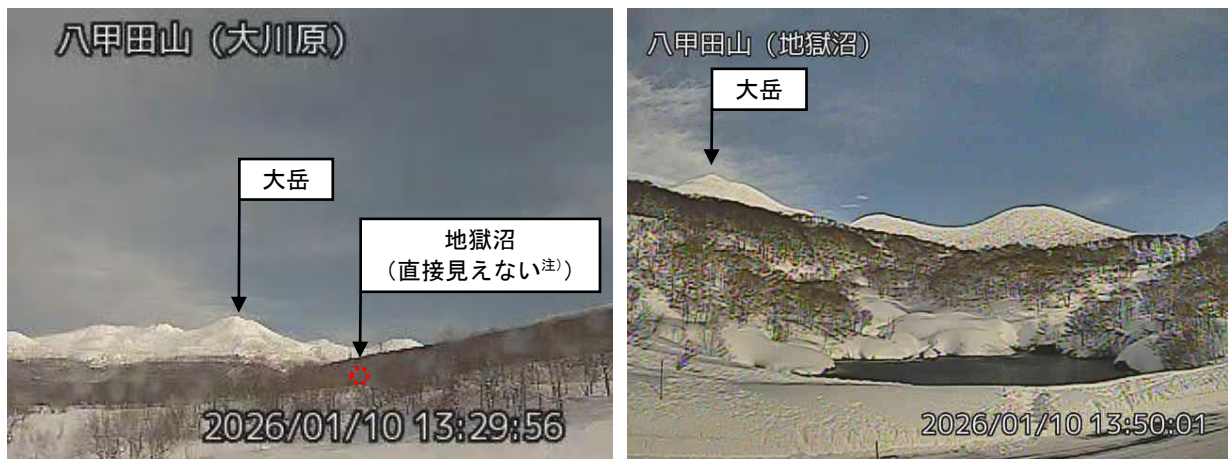 八甲田山（大川原）
大岳
地獄沼
（直接見えない注)）
2026/01/10 13:29:56
八甲田山（地獄沼）
大岳
2026/01/10 13:50:01